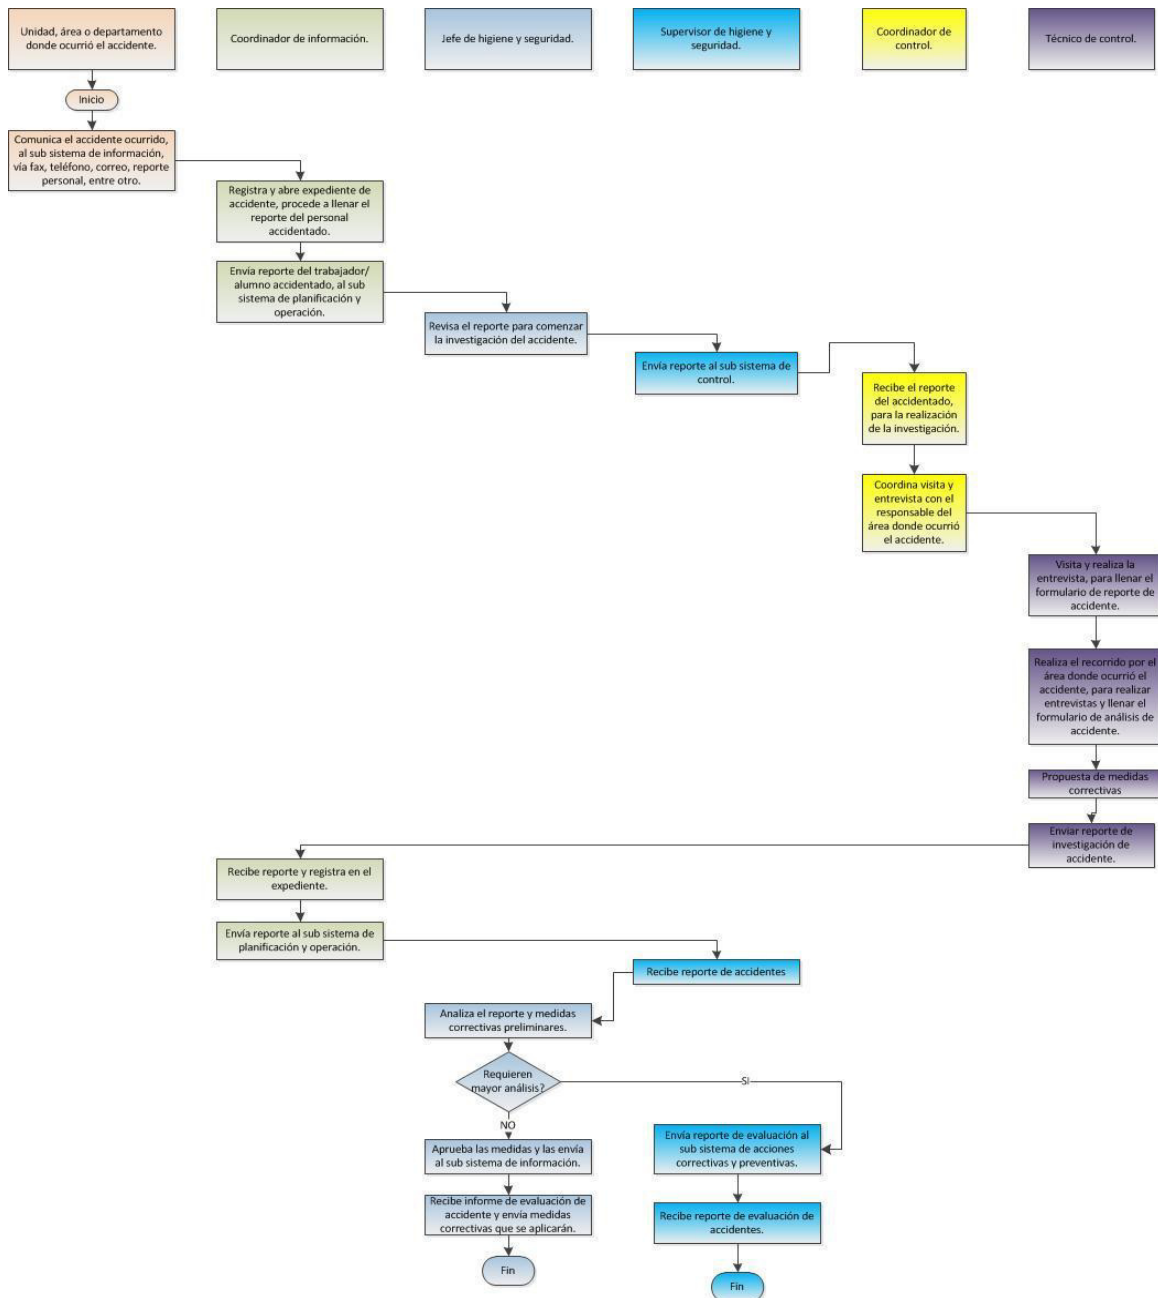 Unidad, área o departamento
donde ocurrió el accidente.
Coordinador de información.
Jefe de higiene y seguridad.
Supervisor de higiene y
seguridad.
Coordinador de
control.
Técnico de control.
Inicio
Comunica el accidente ocurrido,
al sub sistema de información,
vía fax, teléfono, correo, reporte
personal, entre otro.
Registra y abre expediente de
accidente, procede a llenar el
reporte del personal
accidentado.
Envía reporte del trabajador/
alumno accidentado, al sub
sistema de planificación y
operación.
Revisa el reporte para comenzar
la investigación del accidente.
Envía reporte al sub sistema de
control.
Recibe el reporte
del accidentado,
para la realización
de la investigación.
Coordina visita y
entrevista con el
responsable del
área donde ocurrió
el accidente.
Visita y realiza la
entrevista, para llenar el
formulario de reporte de
accidente.
Realiza el recorrido por el
área donde ocurrió el
accidente, para realizar
entrevistas y llenar el
formulario de análisis de
accidente.
Propuesta de medidas
correctivas
Enviar reporte de
investigación de
accidente.
Recibe reporte y registra en el
expediente.
Envía reporte al sub sistema de
planificación y operación.
Recibe reporte de accidentes
Analiza el reporte y medidas
correctivas preliminares.
Requieren
mayor análisis?
SI
NO
Aprueba las medidas y las envía
al sub sistema de información.
Envía reporte de evaluación al
sub sistema de acciones
correctivas y preventivas.
Recibe informe de evaluación de
accidente y envía medidas
correctivas que se aplicarán.
Recibe reporte de evaluación de
accidentes.
Fin
Fin